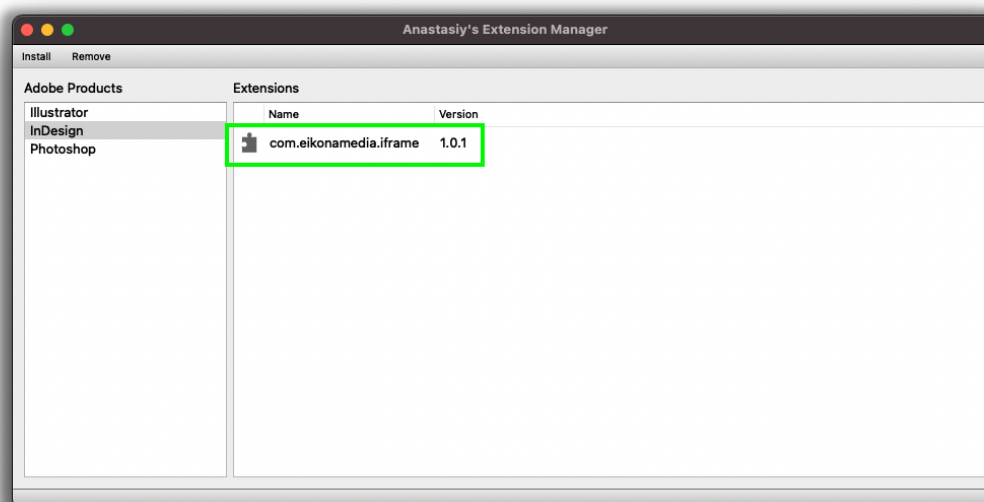 Anastasiy's Extension Manager
Install Remove
Adobe Products
Illustrator
InDesign
Photoshop
Extensions
Name Version
com.eikonamedia.iframe 1.0.1